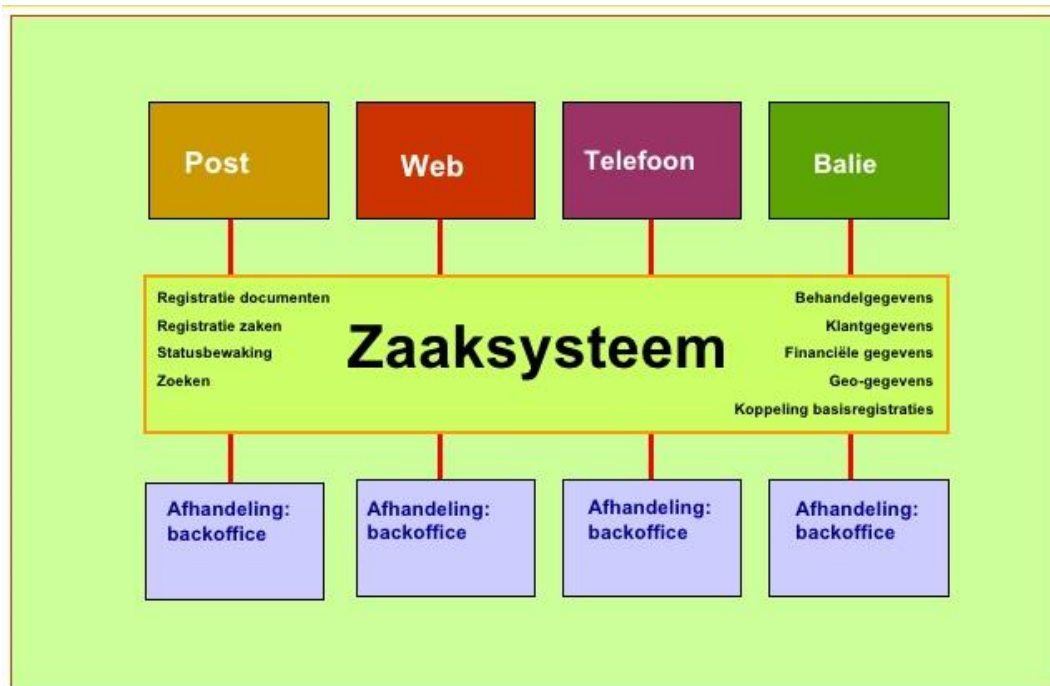 Post
Web
Telefoon
Balie
Registratie documenten
Registratie zaken
Statusbewaking
Zoeken
Zaaksysteem
Behandelgegevens
Klantgegevens
Financiële gegevens
Geo-gegevens
Koppeling basisregistraties
Afhandeling:
backoffice
Afhandeling:
backoffice
Afhandeling:
backoffice
Afhandeling:
backoffice